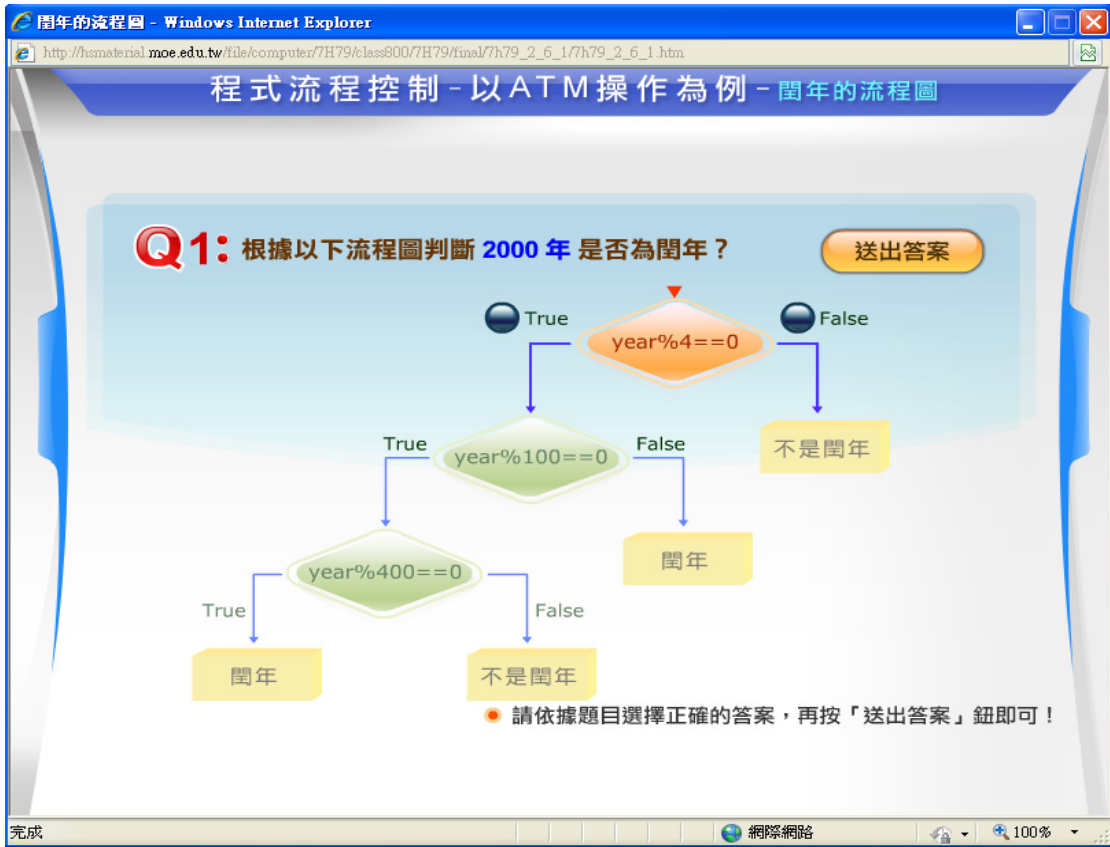 閏年的流程圖 - Windows Internet Explorer
http://hsmaterial.moe.edu.tw/file/computer/7H79/class800/7H79/final/7h79_2_6_1/7h79_2_6_1.htm
程式流程控制-以ATM操作為例-閏年的流程圖
Q1: 根據以下流程圖判斷 2000 年 是否為閏年？ 送出答案
True year%4==0 False
True year%100==0 False 不是閏年
year%400==0 閏年
True False
閏年 不是閏年
請依據題目選擇正確的答案，再按「送出答案」鈕即可！
完成 網際網路 100%